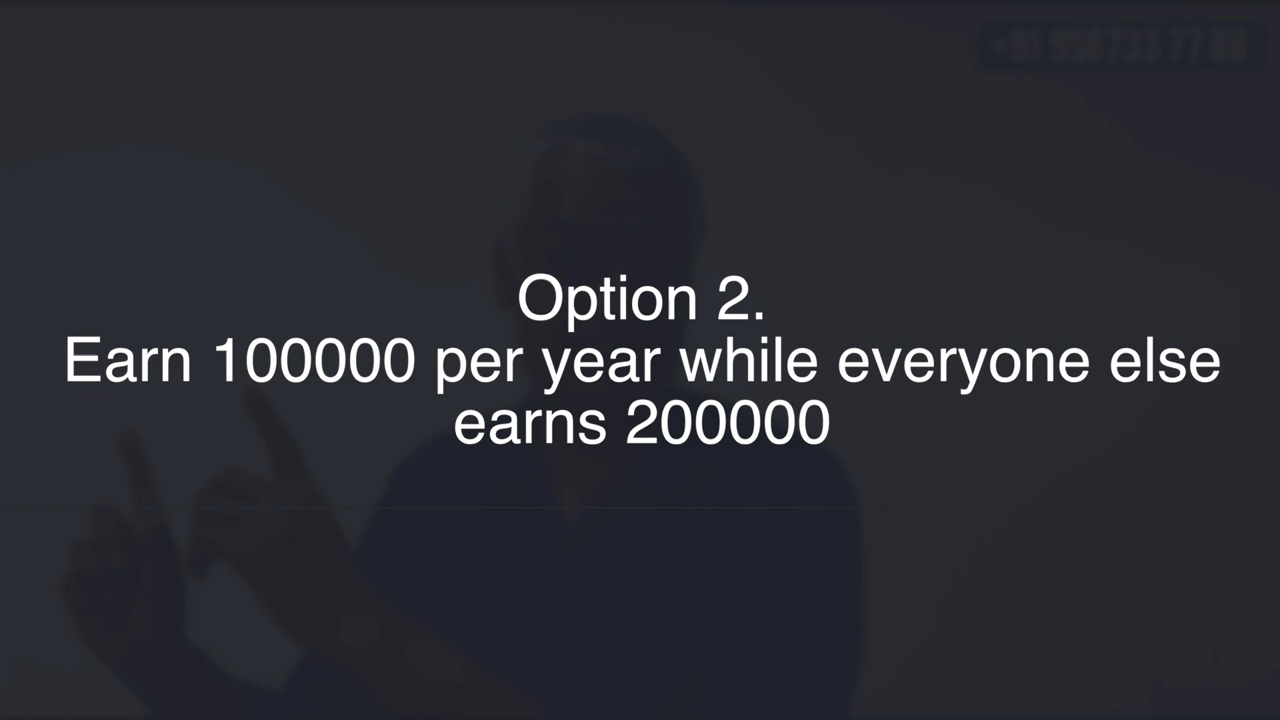 Option 2.
Earn 100000 per year while everyone else
earns 200000